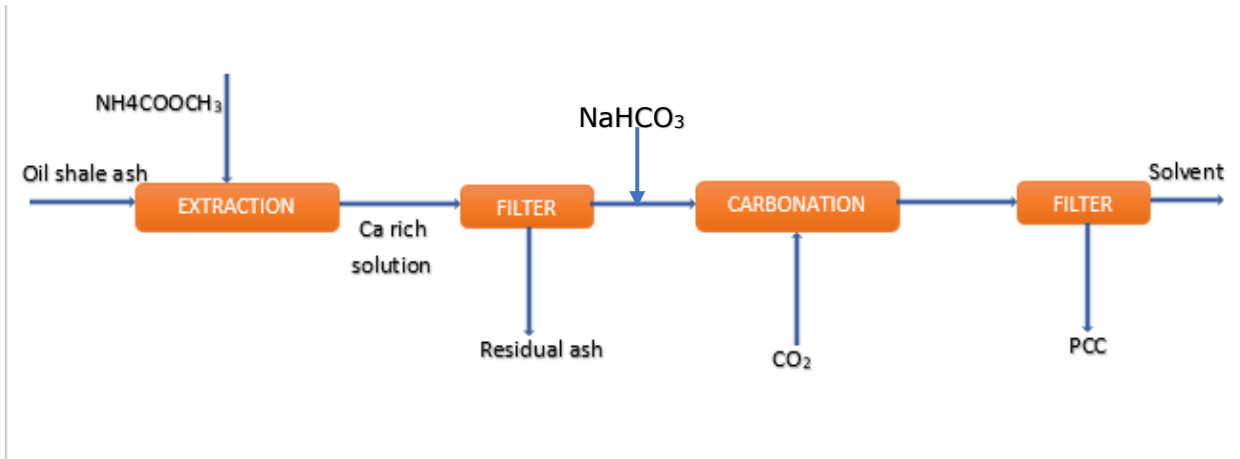 NH4COOCH₃
NaHCO₃
Oil shale ash
Solvent
EXTRACTION
FILTER
CARBONATION
FILTER
Ca rich
solution
Residual ash
CO₂
PCC